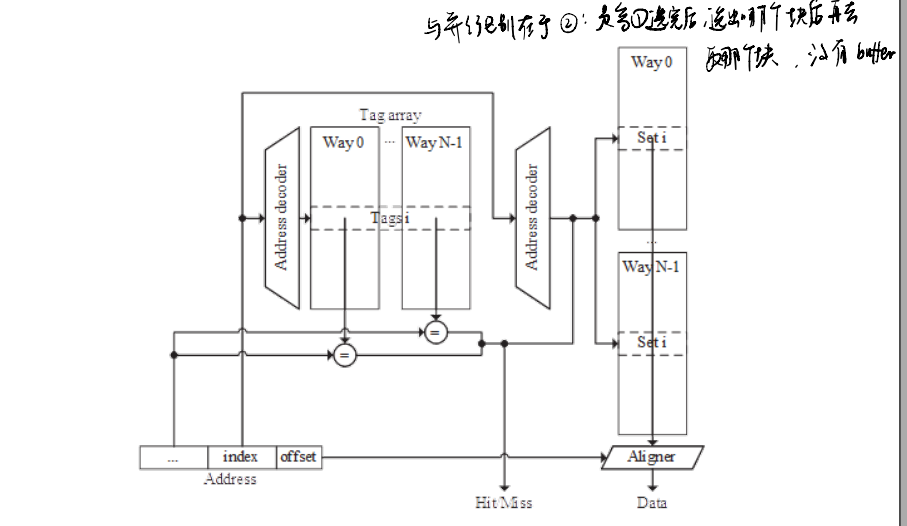 与并行区别在于②：先等①选完后,选出哪个块后再去
取那个块，没有buffer
Way 0
Tag array
Way 0 ... Way N-1
Set i
Address decoder
Address decoder
Tags i
...
Way N-1
=
=
Set i
... index offset
Aligner
Address
Hit/Miss
Data